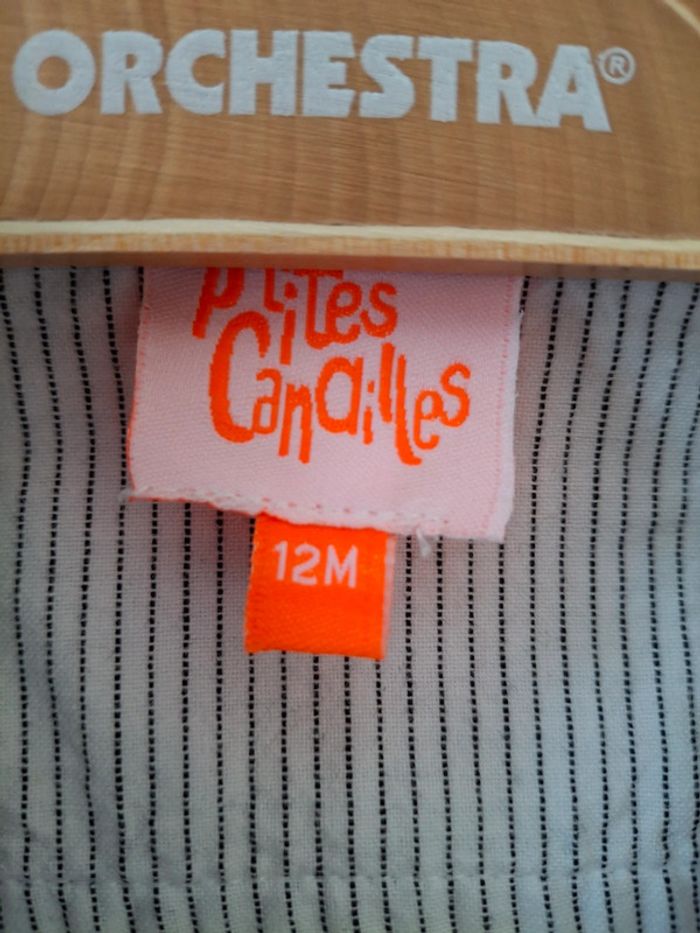 ORCHESTRA®
P'tites
Canailles
12M